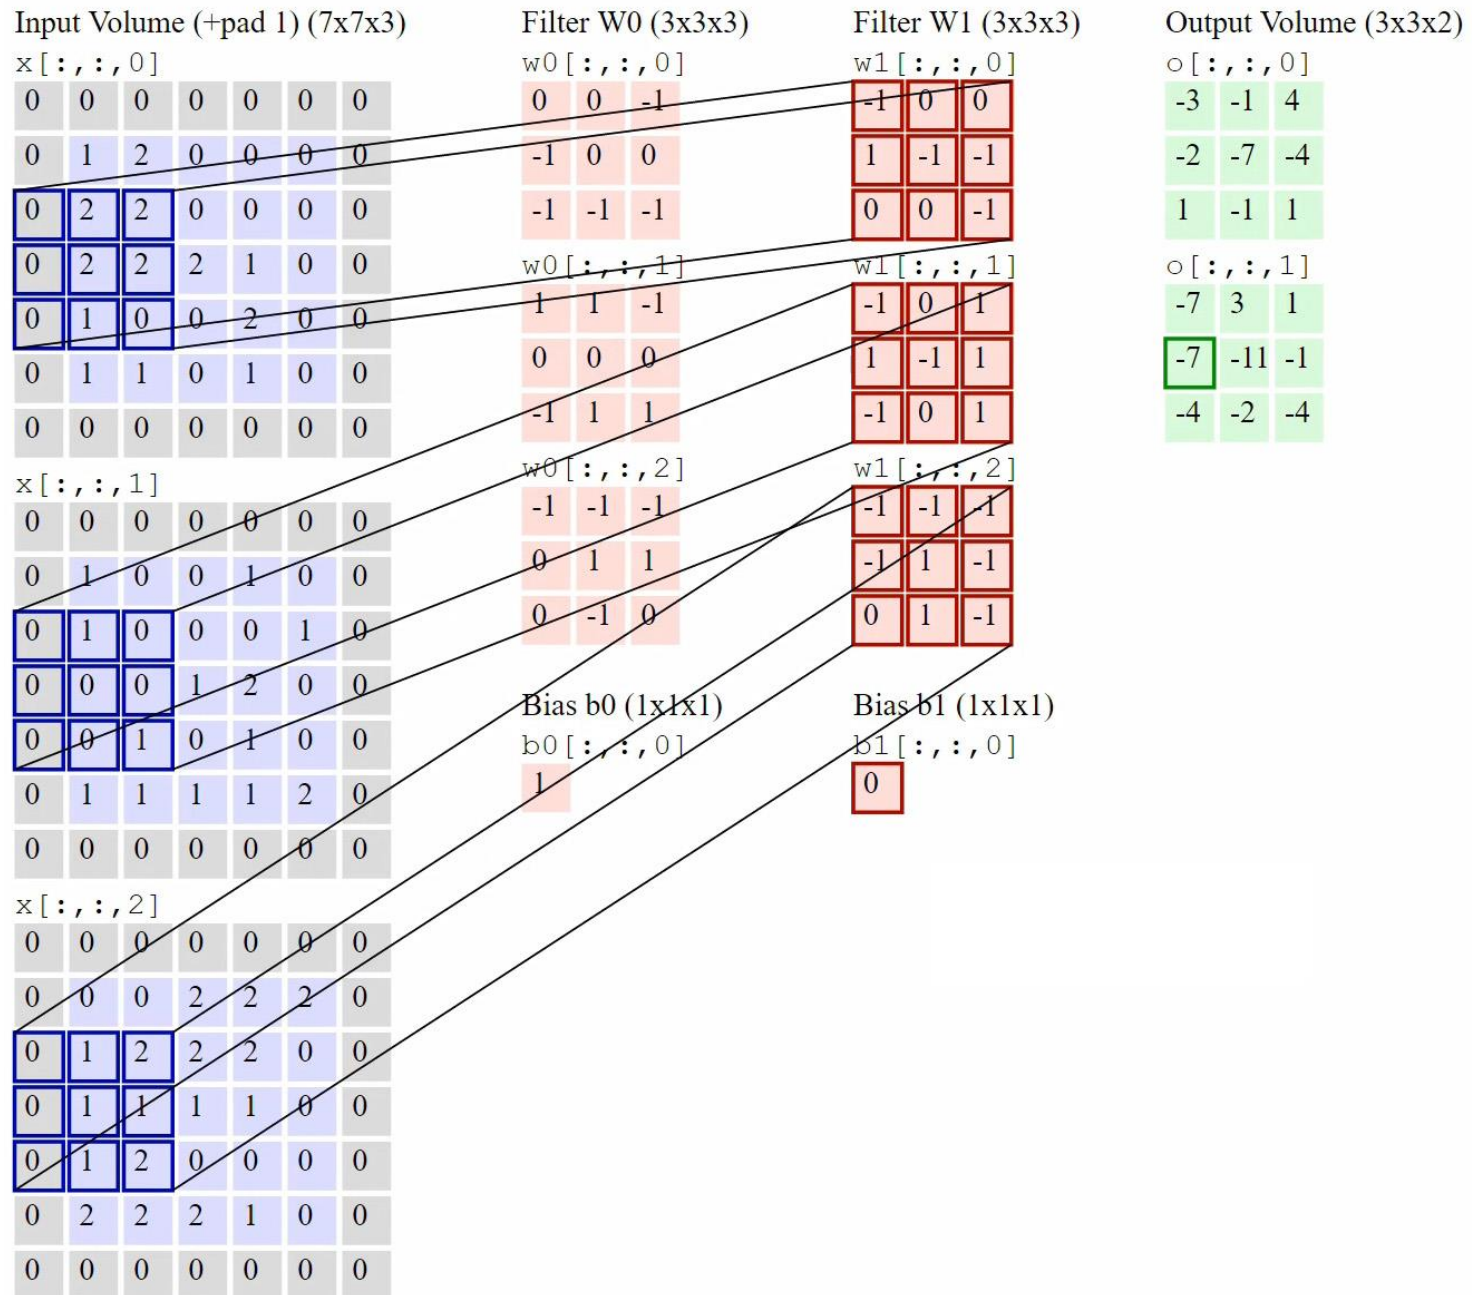 Input Volume (+pad 1) (7x7x3)
x[:,:,0]
0 0 0 0 0 0 0
0 1 2 0 0 0 0
0 2 2 0 0 0 0
0 2 2 2 1 0 0
0 1 0 0 2 0 0
0 1 1 0 1 0 0
0 0 0 0 0 0 0
x[:,:,1]
0 0 0 0 0 0 0
0 1 0 0 1 0 0
0 1 0 0 0 1 0
0 0 0 1 2 0 0
0 0 1 0 1 0 0
0 1 1 1 1 2 0
0 0 0 0 0 0 0
x[:,:,2]
0 0 0 0 0 0 0
0 0 0 2 2 2 0
0 1 2 2 2 0 0
0 1 1 1 1 0 0
0 1 2 0 0 0 0
0 2 2 2 1 0 0
0 0 0 0 0 0 0
Filter W0 (3x3x3)
w0[:,:,0]
0 0 -1
-1 0 0
-1 -1 -1
w0[:,:,1]
1 1 -1
0 0 0
-1 1 1
w0[:,:,2]
-1 -1 -1
0 1 1
0 -1 0
Bias b0 (1x1x1)
b0[:,:,0]
1
Filter W1 (3x3x3)
w1[:,:,0]
-1 0 0
1 -1 -1
0 0 -1
w1[:,:,1]
-1 0 1
1 -1 1
-1 0 1
w1[:,:,2]
-1 -1 -1
-1 1 -1
0 1 -1
Bias b1 (1x1x1)
b1[:,:,0]
0
Output Volume (3x3x2)
o[:,:,0]
-3 -1 4
-2 -7 -4
1 -1 1
o[:,:,1]
-7 3 1
-7 -11 -1
-4 -2 -4